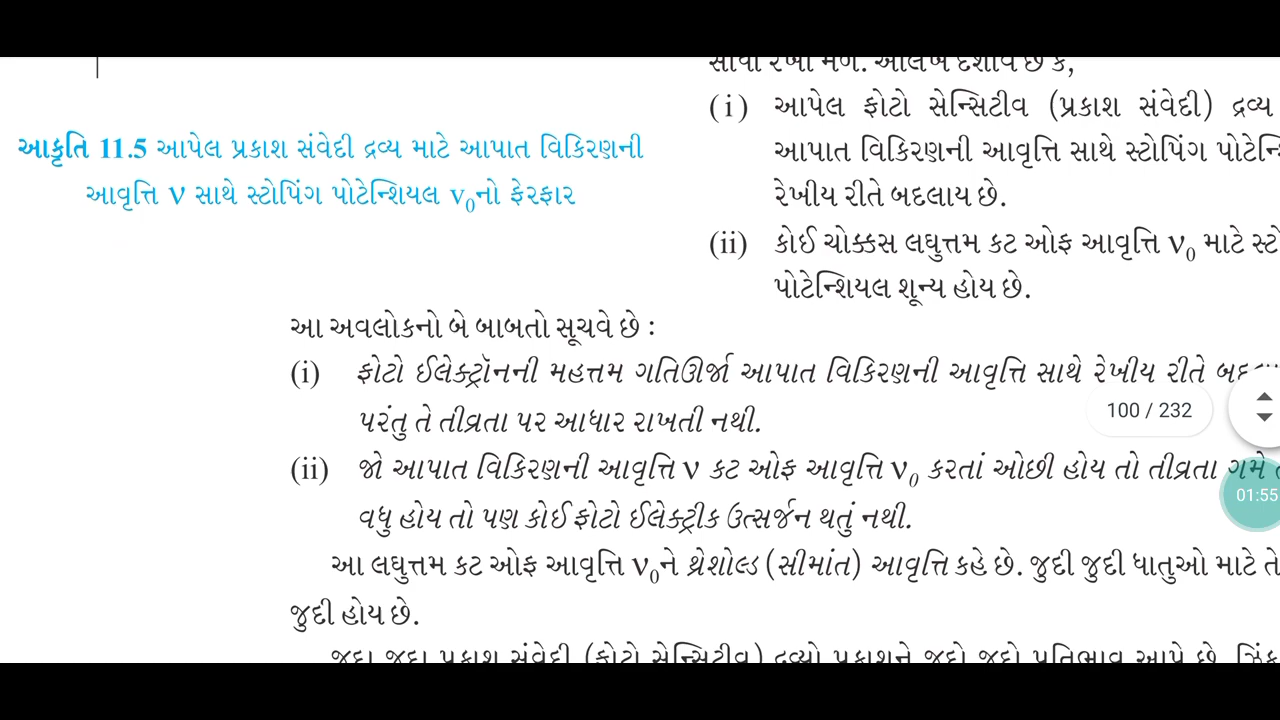 (i) આપેલ ફોટો સેન્સિટીવ (પ્રકાશ સંવેદી) દ્રવ્ય
આપાત વિકિરણની આવૃત્તિ સાથે સ્ટોપિંગ
રેખીય રીતે બદલાય છે.
(ii) કોઈ ચોક્કસ લઘુત્તમ કટ ઓફ આવૃત્તિ ν0 માટે
પોટેન્શિયલ શૂન્ય હોય છે.
આકૃતિ 11.5 આપેલ પ્રકાશ સંવેદી દ્રવ્ય માટે આપાત વિકિરણની
આવૃત્તિ ν સાથે સ્ટોપિંગ પોટેન્શિયલ v0નો ફેરફાર
આ અવલોકનો બે બાબતો સૂચવે છે :
(i) ફોટો ઈલેક્ટ્રૉનની મહત્તમ ગતિઊર્જા આપાત વિકિરણની આવૃત્તિ સાથે રેખીય રીતે
પરંતુ તે તીવ્રતા પર આધાર રાખતી નથી.
100 / 232
(ii) જો આપાત વિકિરણની આવૃત્તિ ν કટ ઓફ આવૃત્તિ ν0 કરતાં ઓછી હોય તો તીવ્રતા ગમે
01:55
વધુ હોય તો પણ કોઈ ફોટો ઈલેક્ટ્રીક ઉત્સર્જન થતું નથી.
આ લઘુત્તમ કટ ઓફ આવૃત્તિ ν0ને થ્રેશોલ્ડ (સીમાંત) આવૃત્તિ કહે છે. જુદી જુદી ધાતુઓ માટે તે
જુદી હોય છે.